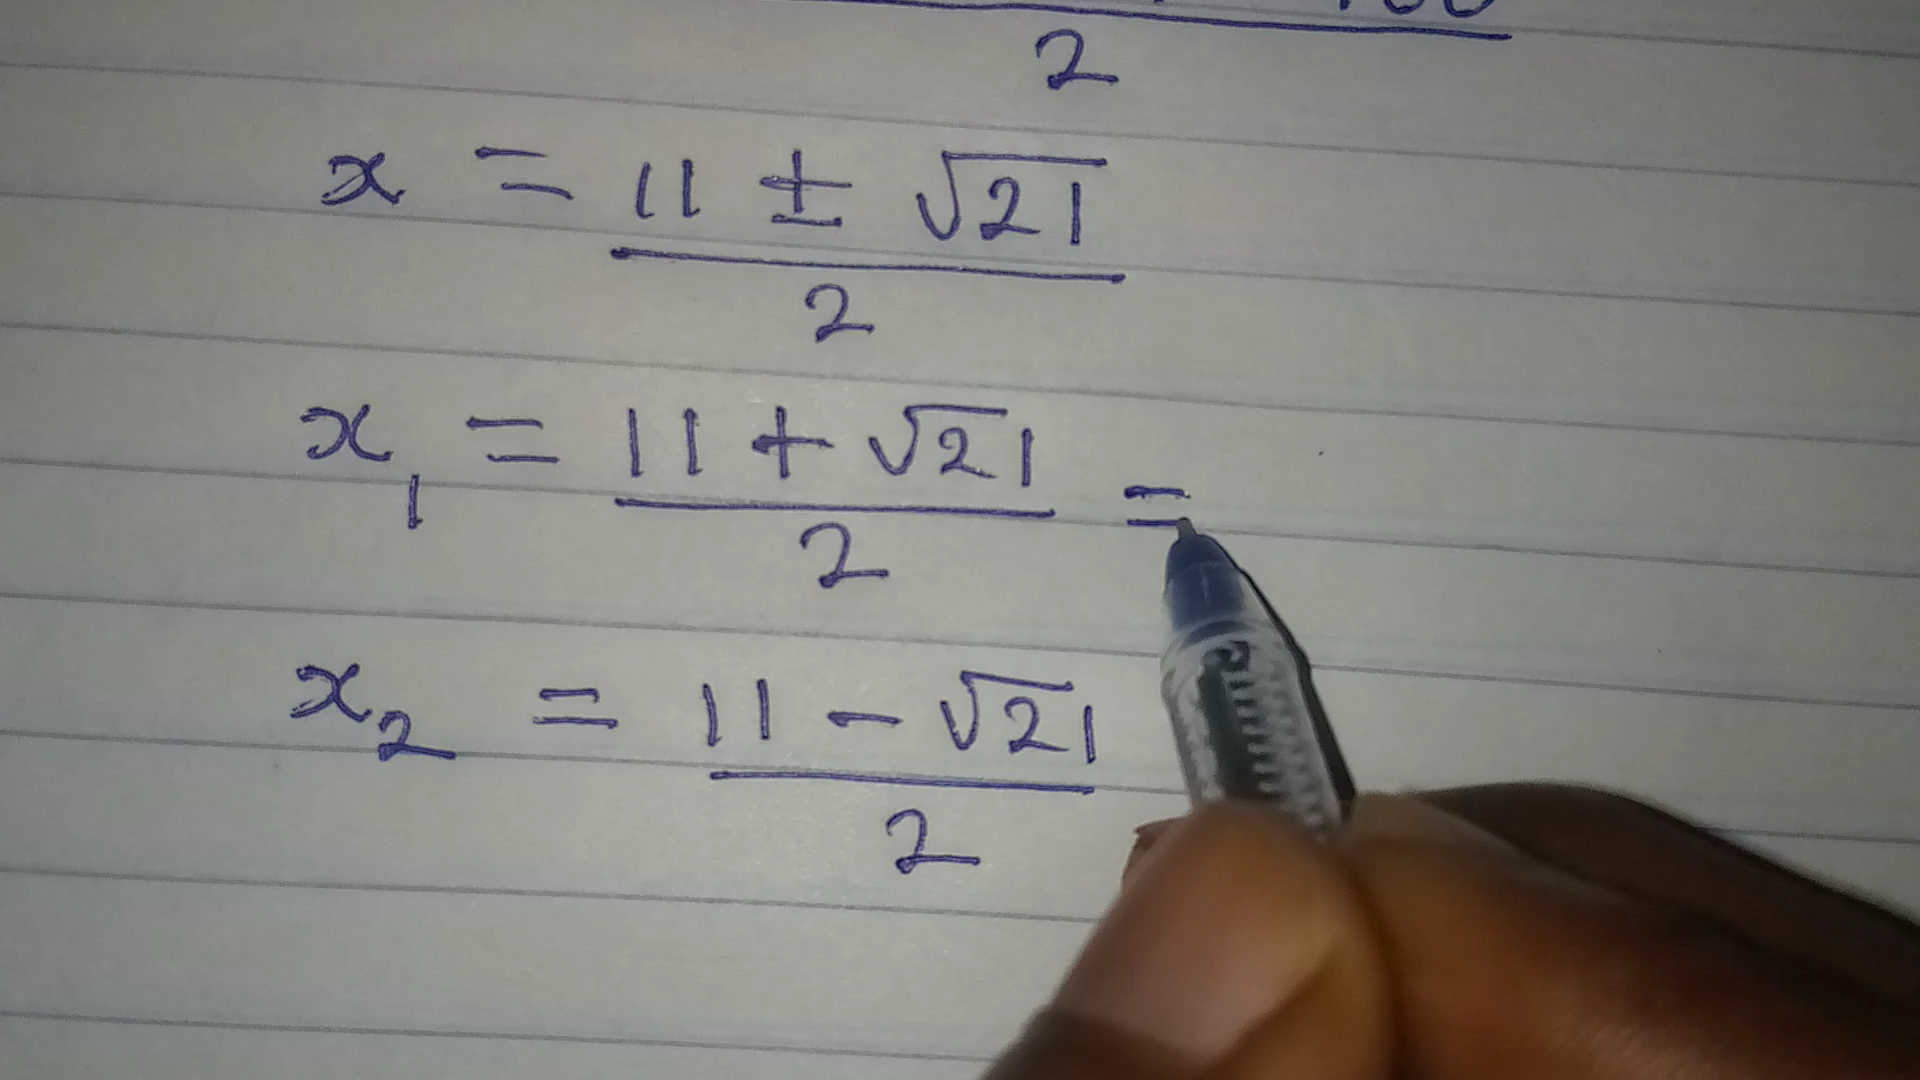 2
x = 11 ± √21
2
x₁ = 11 + √21 =
2
x₂ = 11 - √21
2